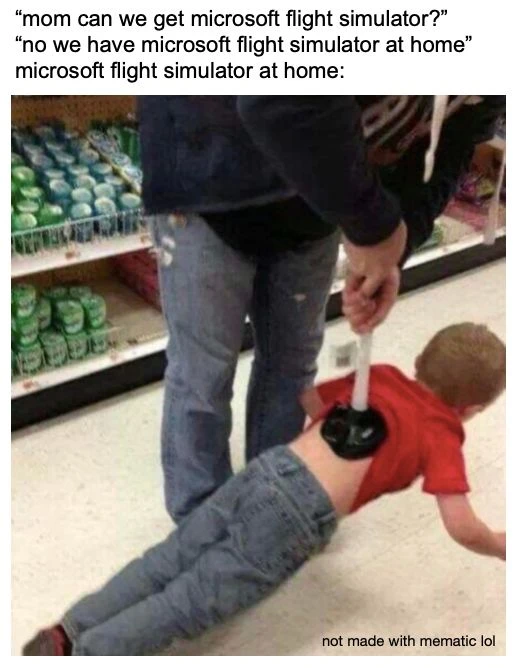 “mom can we get microsoft flight simulator?”
“no we have microsoft flight simulator at home”
microsoft flight simulator at home:
not made with mematic lol